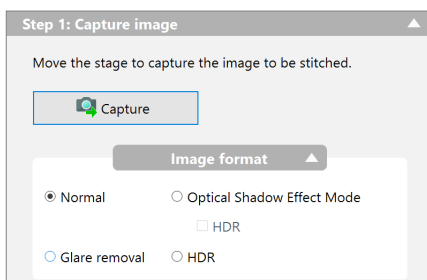 Step 1: Capture image
Move the stage to capture the image to be stitched.
Capture
Image format
Normal
Optical Shadow Effect Mode
HDR
Glare removal
HDR